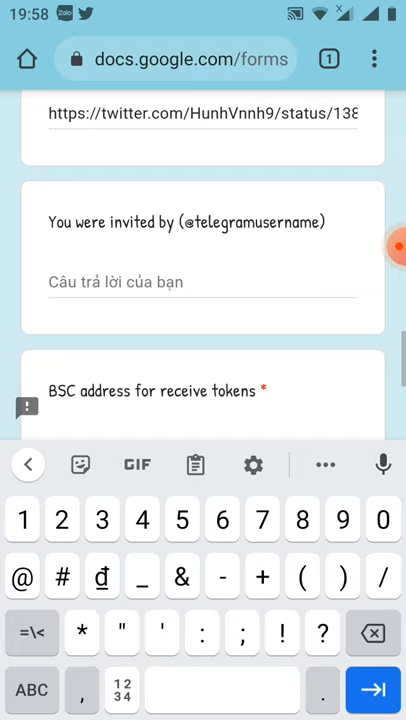 19:58
Zalo
docs.google.com/forms
1
https://twitter.com/HunhVnnh9/status/138
You were invited by (@telegramusername)
Câu trả lời của bạn
BSC address for receive tokens *
GIF
1 2 3 4 5 6 7 8 9 0
@ # ₫ _ & - + ( ) /
=\< * " ' : ; ! ?
ABC , 12 34 .